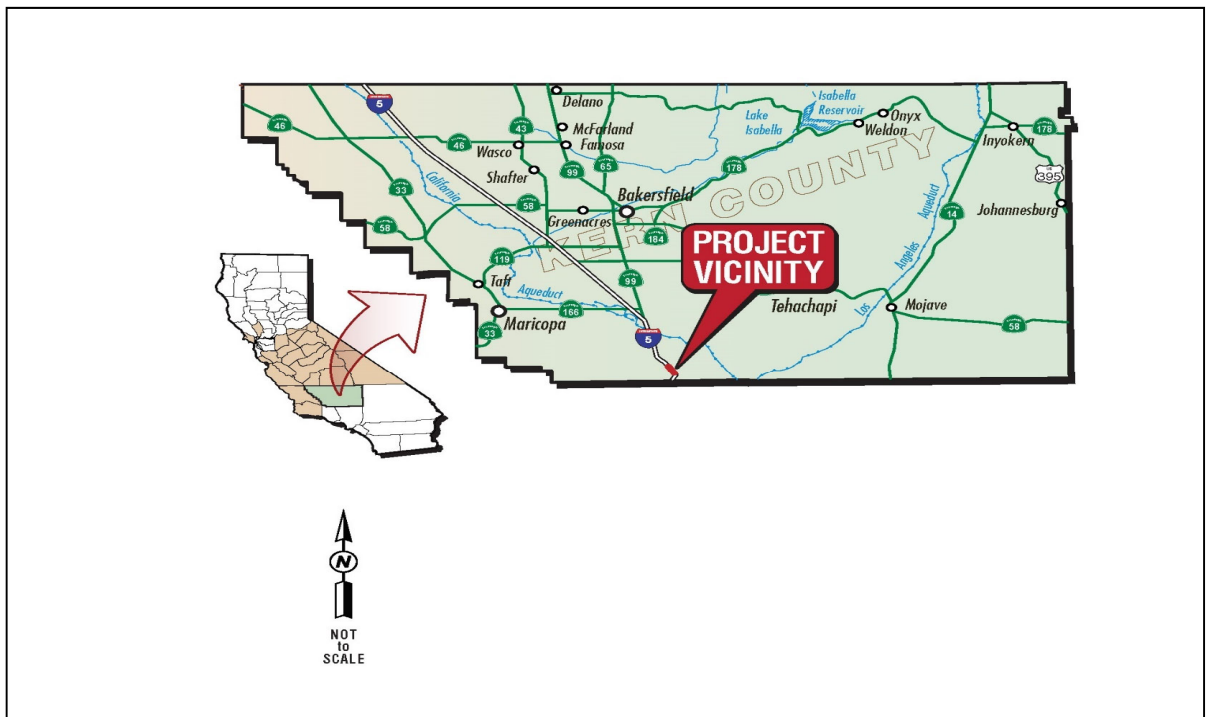 5
Delano
Isabella
Reservoir
Lake
Isabella
Onyx
Weldon
46
43
McFarland
Famosa
46
Wasco
65
178
Inyokern
178
395
California
Shafter
99
178
33
Bakersfield
KERN COUNTY
Aqueduct
Johannesburg
58
Greenacres
58
184
14
119
PROJECT
VICINITY
Angeles
Taft
Aqueduct
99
Tehachapi
Los
Mojave
Maricopa
166
58
33
5
N
NOT
to
SCALE